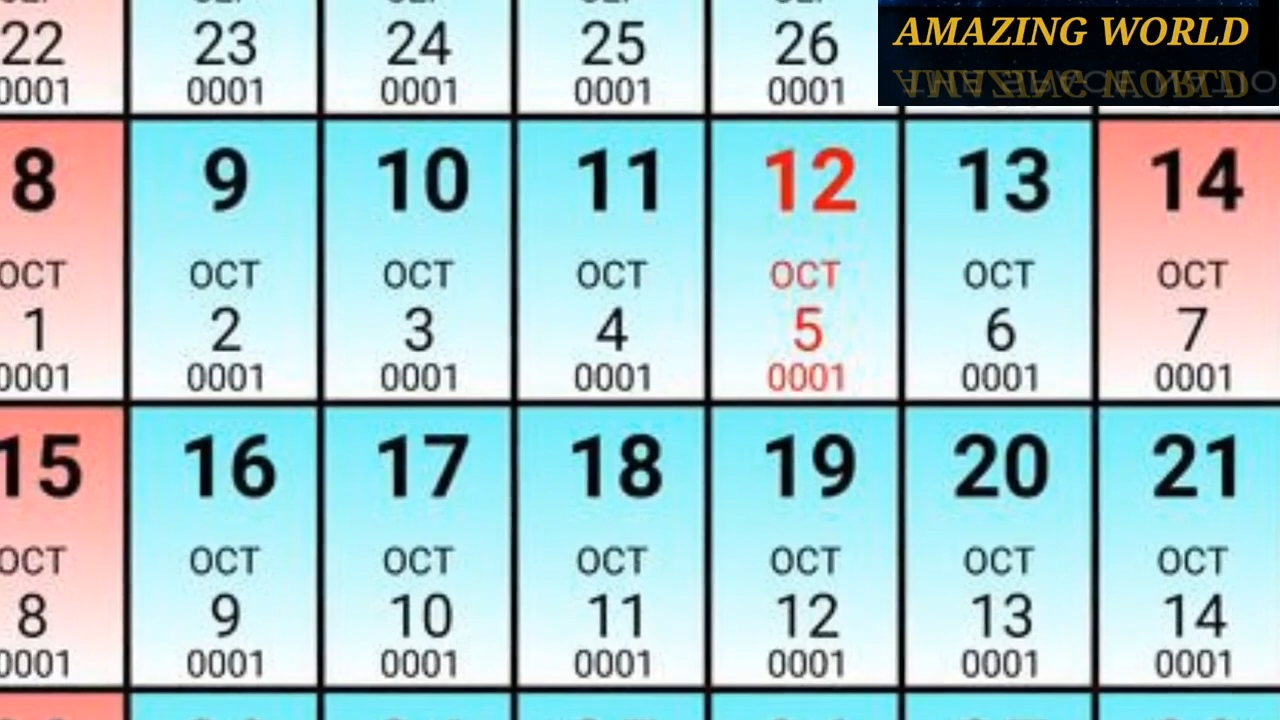 22 23 24 25 26
0001 0001 0001 0001 0001
AMAZING WORLD
8 9 10 11 12 13 14
OCT OCT OCT OCT OCT OCT OCT
1 2 3 4 5 6 7
0001 0001 0001 0001 0001 0001 0001
15 16 17 18 19 20 21
OCT OCT OCT OCT OCT OCT OCT
8 9 10 11 12 13 14
0001 0001 0001 0001 0001 0001 0001